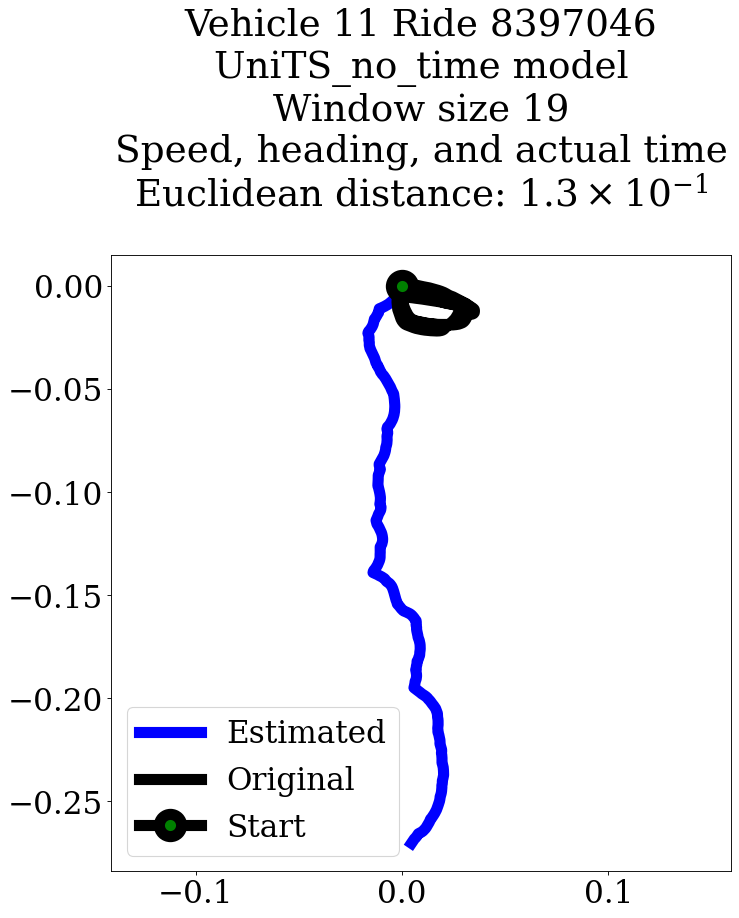 Vehicle 11 Ride 8397046
UniTS_no_time model
Window size 19
Speed, heading, and actual time
Euclidean distance: 1.3 × 10⁻¹
0.00
−0.05
−0.10
−0.15
−0.20
−0.25
Estimated
Original
Start
−0.1
0.0
0.1